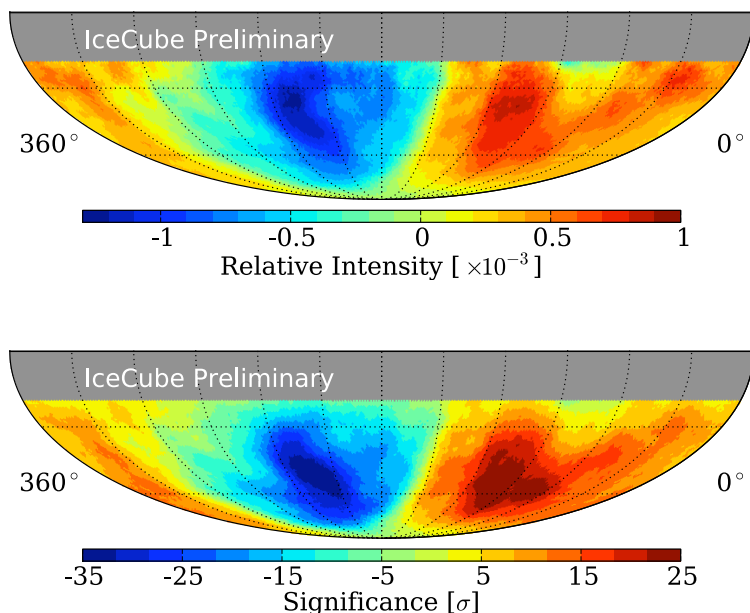 IceCube Preliminary
360° 0°
-1 -0.5 0 0.5 1
Relative Intensity [ ×10⁻³ ]
IceCube Preliminary
360° 0°
-35 -25 -15 -5 5 15 25
Significance [σ]